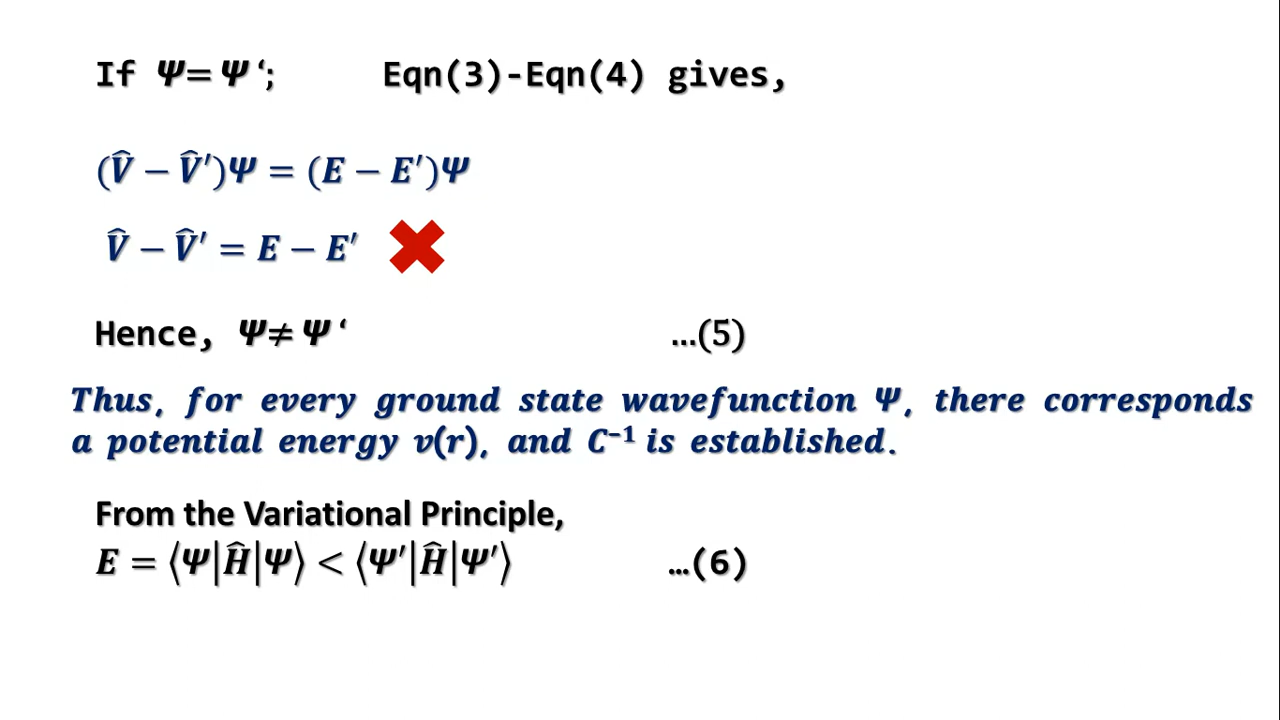 If Ψ= Ψ‘; Eqn(3)-Eqn(4) gives,
(V̂ − V̂′)Ψ = (E − E′)Ψ
V̂ − V̂′ = E − E′
Hence, Ψ≠ Ψ‘ …(5)
Thus, for every ground state wavefunction Ψ, there corresponds
a potential energy v(r), and C⁻¹ is established.
From the Variational Principle,
E = ⟨Ψ|Ĥ|Ψ⟩ < ⟨Ψ′|Ĥ|Ψ′⟩ …(6)